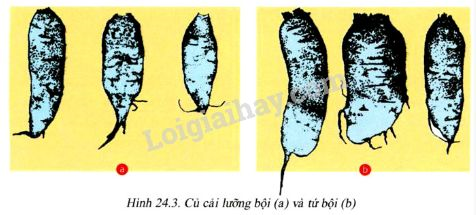 Loigiaihay.com
a
b
Hình 24.3. Củ cải lưỡng bội (a) và tứ bội (b)